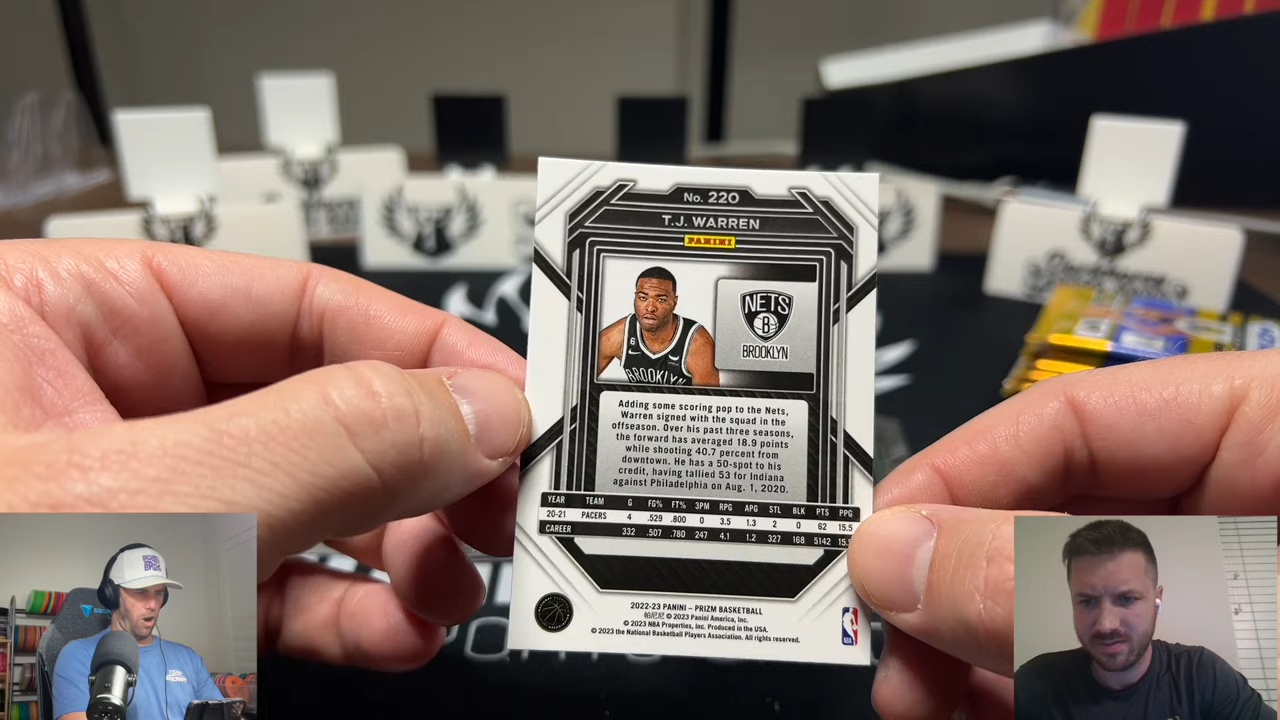 No. 220
T.J. WARREN
PANINI
NETS
B
BROOKLYN
6
BROOKLYN
Adding some scoring pop to the Nets,
Warren signed with the squad in the
offseason. Over his past three seasons,
the forward has averaged 18.9 points
while shooting 40.7 percent from
downtown. He has a 50-spot to his
credit, having tallied 53 for Indiana
against Philadelphia on Aug. 1, 2020.
YEAR TEAM G FG% FT% 3PM RPG APG STL BLK PTS PPG
20-21 PACERS 4 .529 .800 0 3.5 1.3 2 0 62 15.5
CAREER 332 .507 .780 247 4.1 1.2 327 168 5142
2022-23 PANINI – PRIZM BASKETBALL
帕尼尼 © 2023 Panini America, Inc.
© 2023 NBA Properties, Inc. Produced in the USA.
© 2023 the National Basketball Players Association. All rights reserved.
NBA